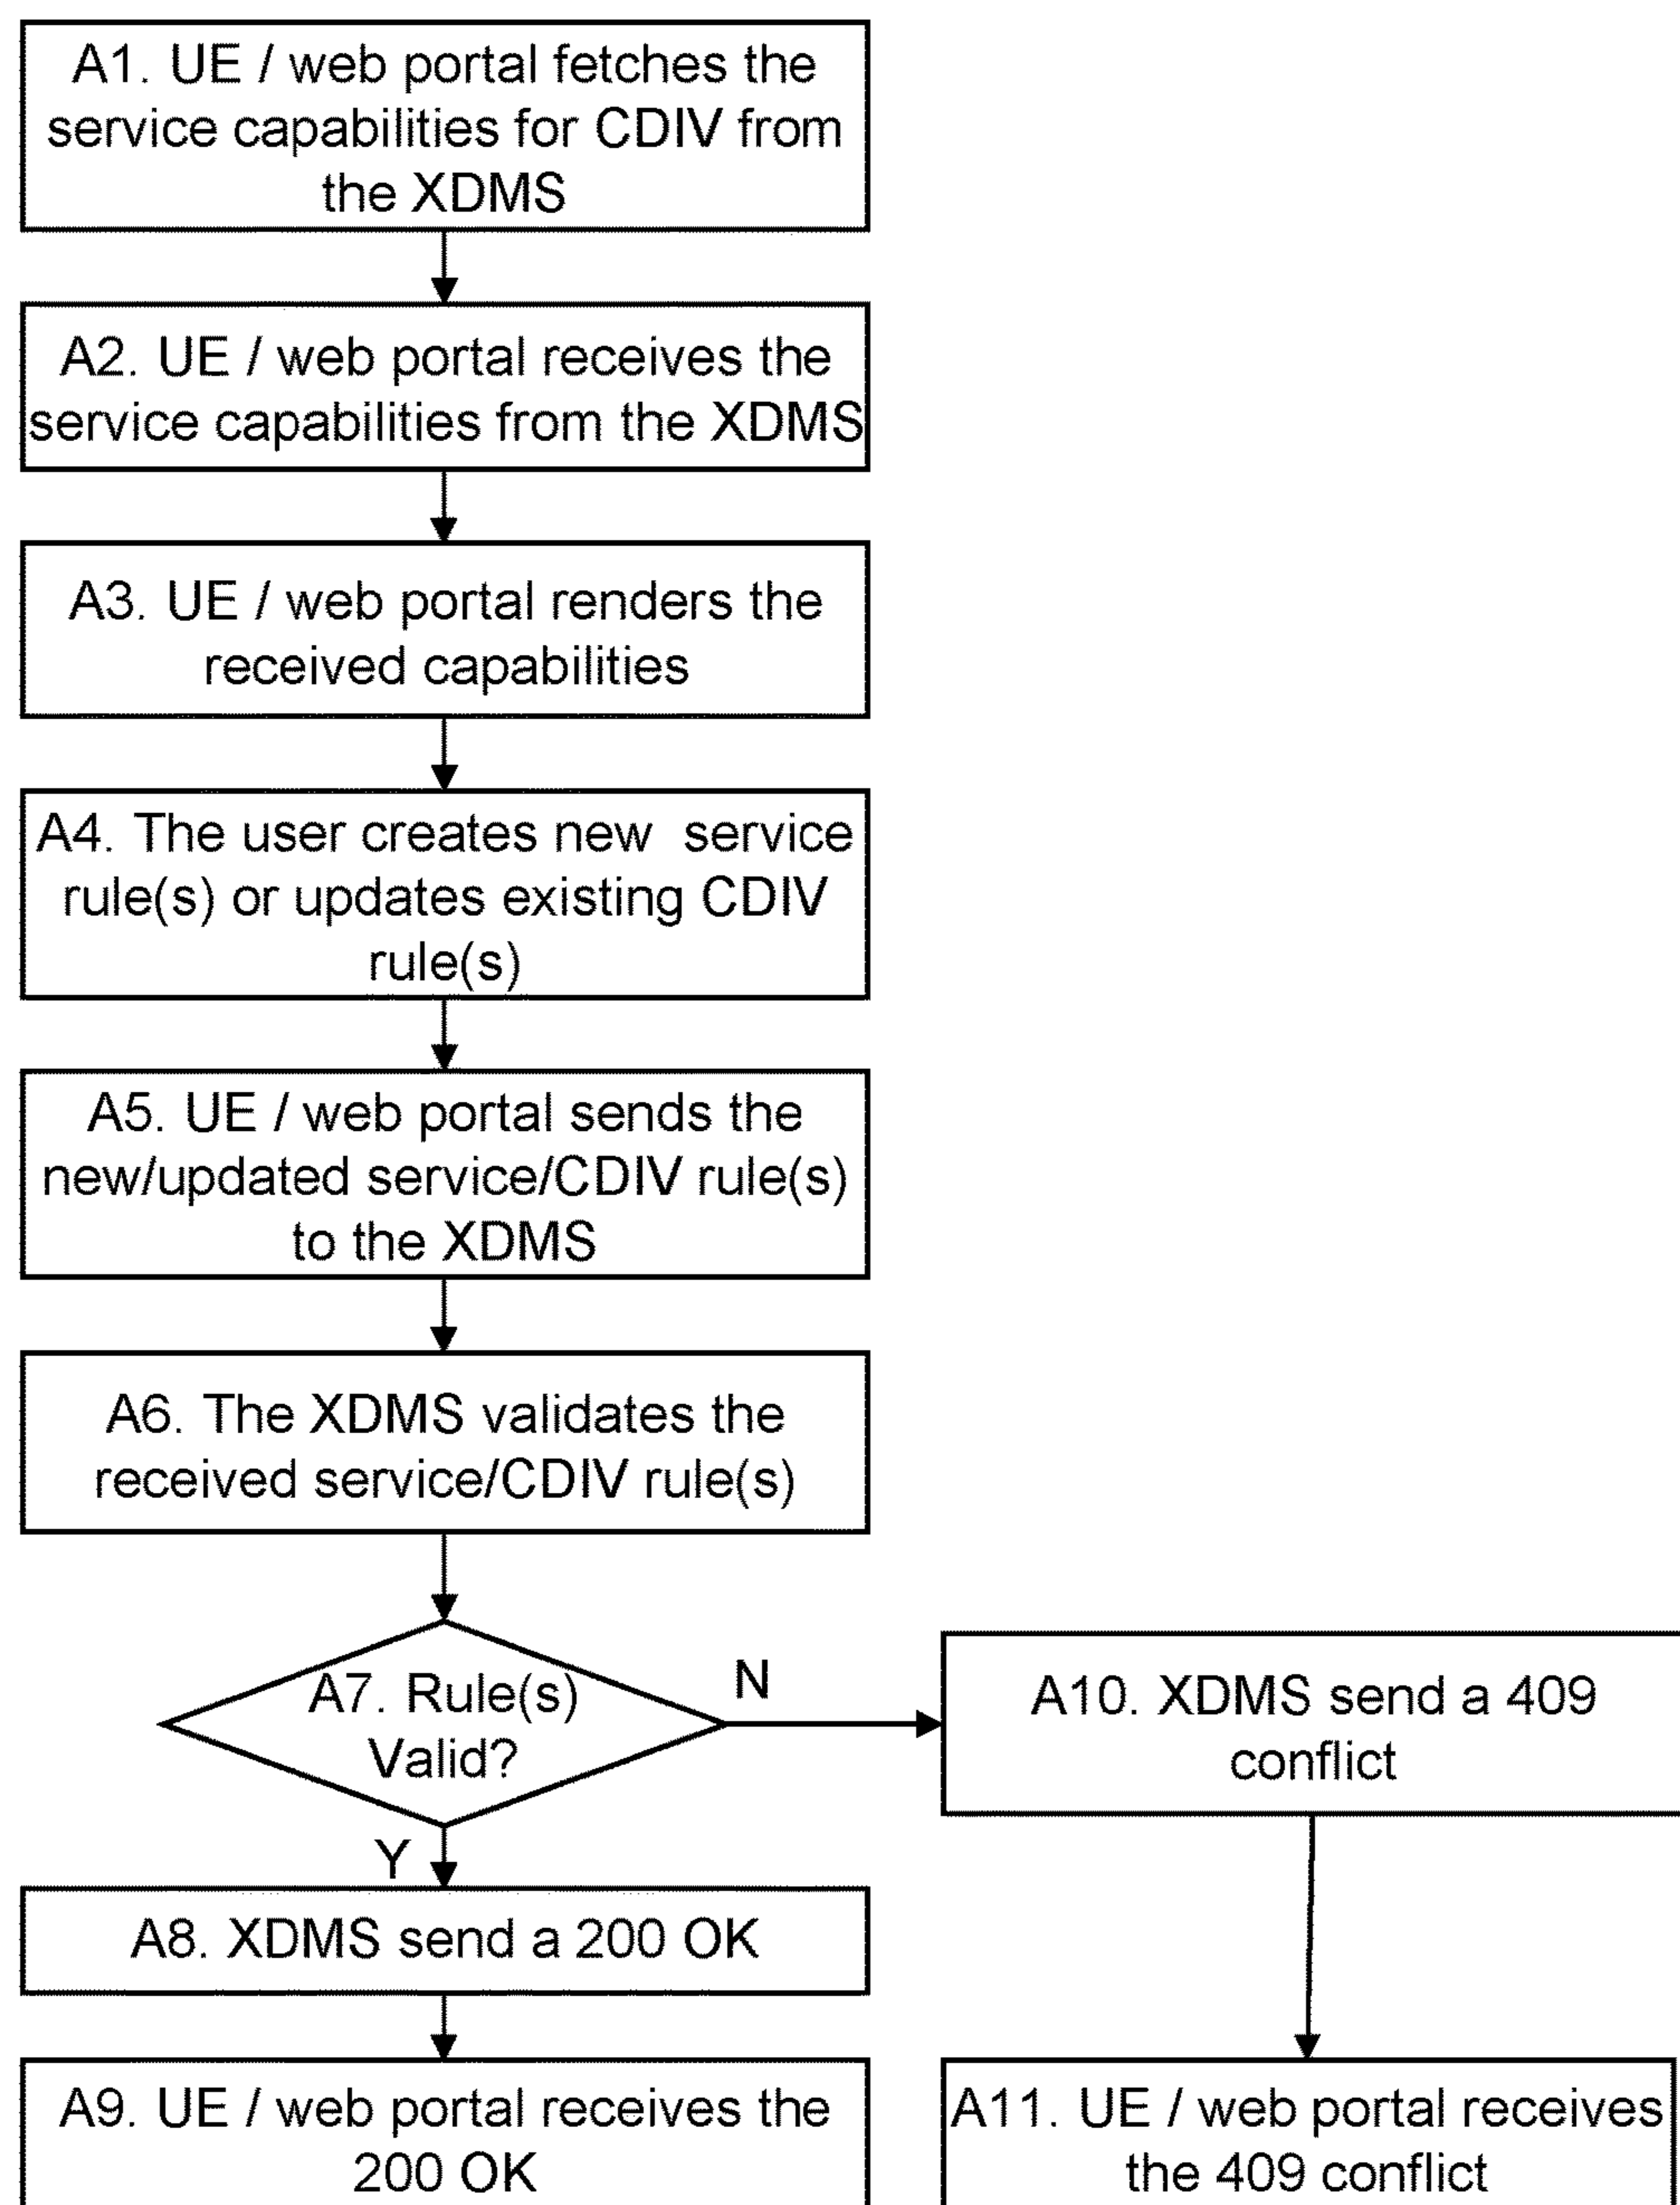 A1. UE / web portal fetches the
service capabilities for CDIV from
the XDMS
A2. UE / web portal receives the
service capabilities from the XDMS
A3. UE / web portal renders the
received capabilities
A4. The user creates new service
rule(s) or updates existing CDIV
rule(s)
A5. UE / web portal sends the
new/updated service/CDIV rule(s)
to the XDMS
A6. The XDMS validates the
received service/CDIV rule(s)
A7. Rule(s)
Valid?
N
A10. XDMS send a 409
conflict
Y
A8. XDMS send a 200 OK
A9. UE / web portal receives the
200 OK
A11. UE / web portal receives
the 409 conflict